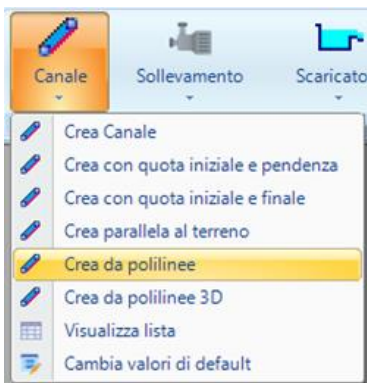 Canale
Sollevamento
Scaricato
Crea Canale
Crea con quota iniziale e pendenza
Crea con quota iniziale e finale
Crea parallela al terreno
Crea da polilinee
Crea da polilinee 3D
Visualizza lista
Cambia valori di default